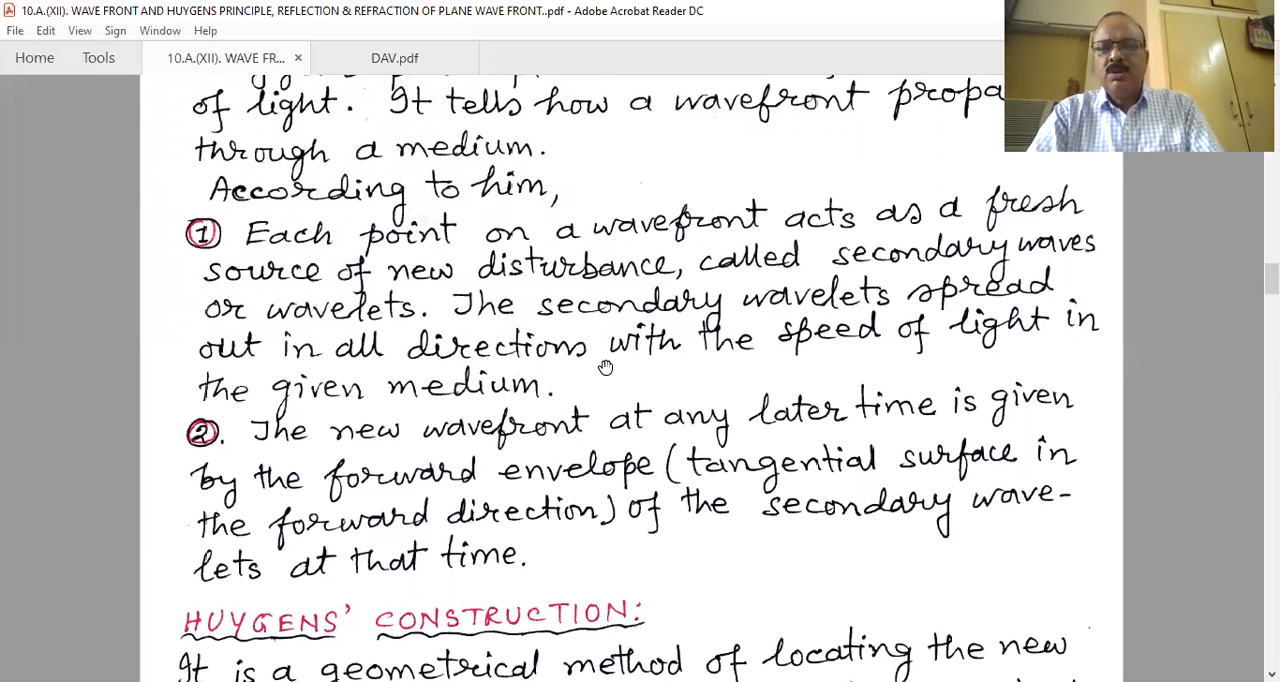 10.A.(XII). WAVE FRONT AND HUYGENS PRINCIPLE, REFLECTION & REFRACTION OF PLANE WAVE FRONT..pdf - Adobe Acrobat Reader DC
File Edit View Sign Window Help
Home Tools 10.A.(XII). WAVE FR... × DAV.pdf
of light. It tells how a wavefront propa
through a medium.
According to him,
1 Each point on a wavefront acts as a fresh
source of new disturbance, called secondary waves
or wavelets. The secondary wavelets spread
out in all directions with the speed of light in
the given medium.
2. The new wavefront at any later time is given
by the forward envelope (tangential surface in
the forward direction) of the secondary wave-
lets at that time.
HUYGENS' CONSTRUCTION:
It is a geometrical method of locating the new